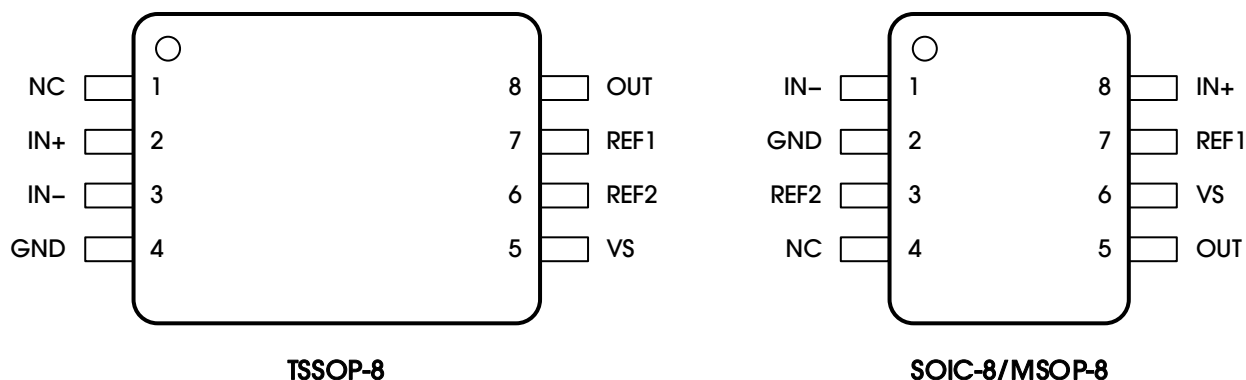 NC 1 8 OUT
IN+ 2 7 REF1
IN− 3 6 REF2
GND 4 5 VS
TSSOP-8
IN− 1 8 IN+
GND 2 7 REF1
REF2 3 6 VS
NC 4 5 OUT
SOIC-8/MSOP-8